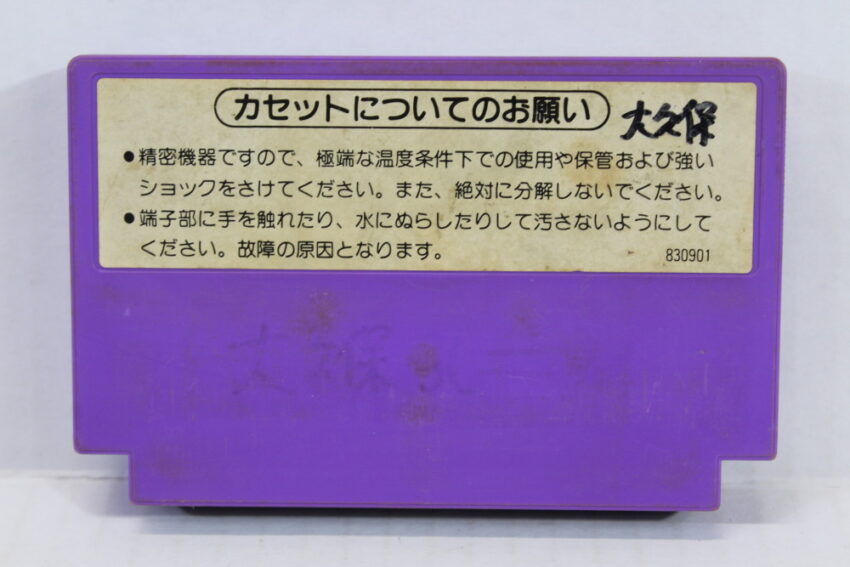 カセットについてのお願い 大久保
●精密機器ですので、極端な温度条件下での使用や保管および強い
ショックをさけてください。また、絶対に分解しないでください。
●端子部に手を触れたり、水にぬらしたりして汚さないようにして
ください。故障の原因となります。 830901
大久保